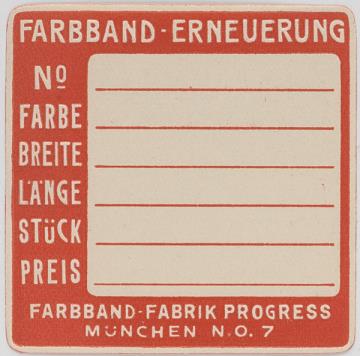 FARBBAND-ERNEUERUNG
No
FARBE
BREITE
LÄNGE
STÜCK
PREIS
FARBBAND-FABRIK PROGRESS
MÜNCHEN N.O. 7